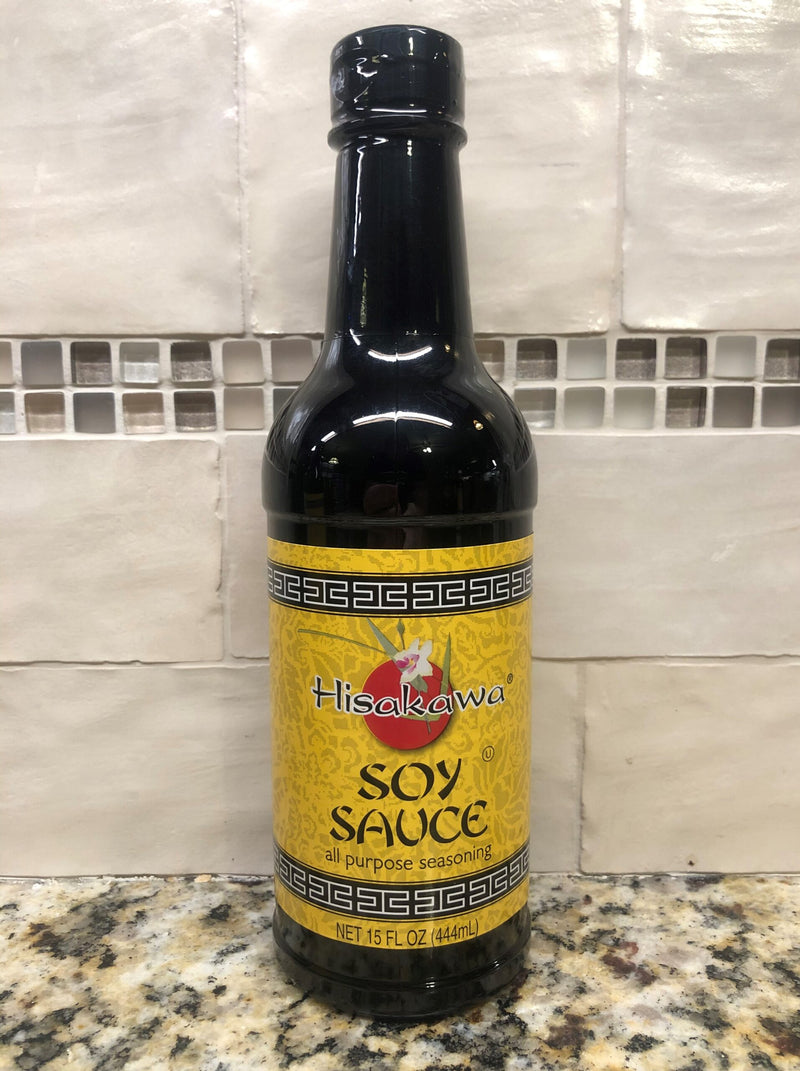 Hisakawa®
Ⓤ
SOY
SAUCE
all purpose seasoning
NET 15 FL OZ (444mL)